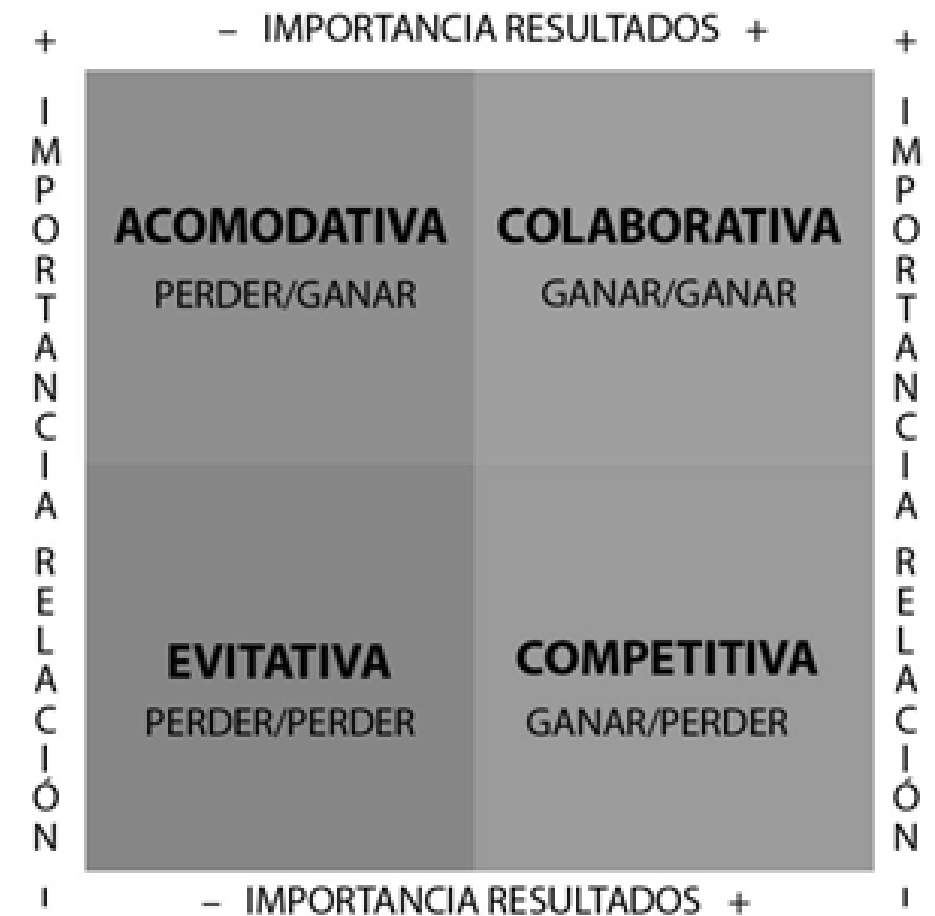 – IMPORTANCIA RESULTADOS +
+ IMPORTANCIA RELACIÓN –
ACOMODATIVA
PERDER/GANAR
COLABORATIVA
GANAR/GANAR
EVITATIVA
PERDER/PERDER
COMPETITIVA
GANAR/PERDER
+ IMPORTANCIA RELACIÓN –
– IMPORTANCIA RESULTADOS +